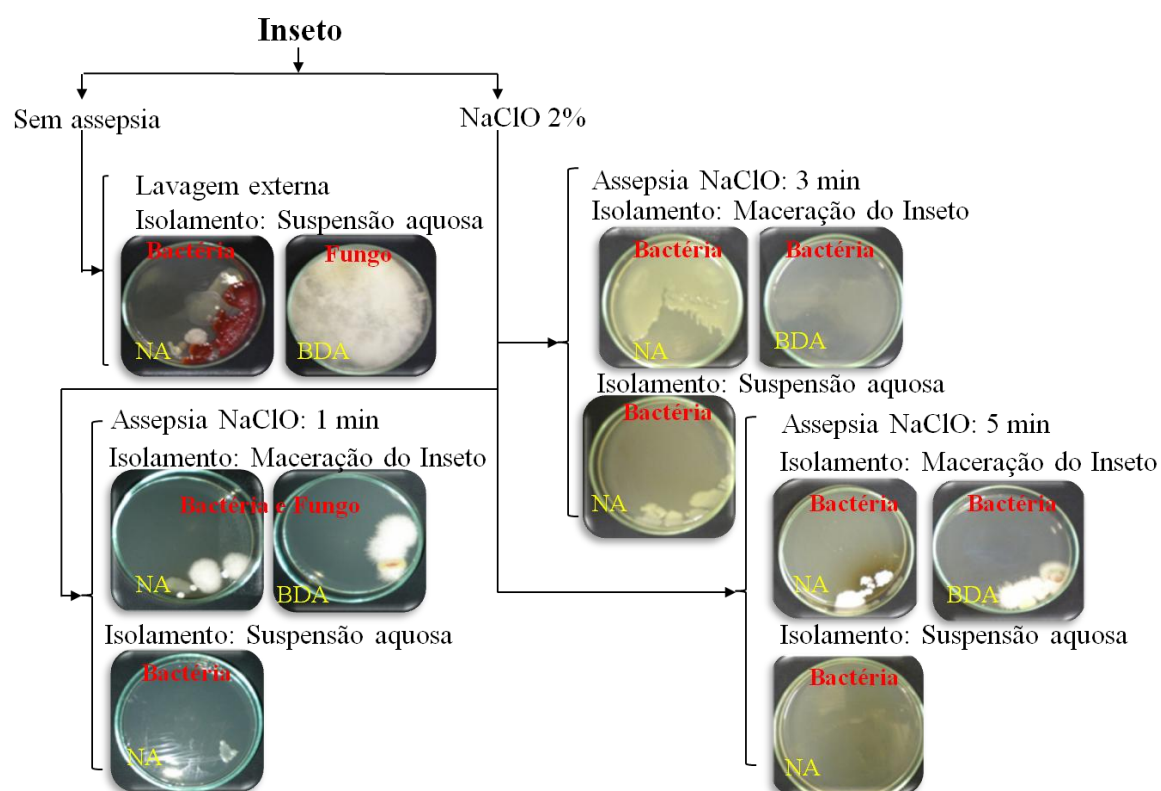 Inseto
Sem assepsia
NaClO 2%
Lavagem externa
Isolamento: Suspensão aquosa
Bactéria
Fungo
NA
BDA
Assepsia NaClO: 3 min
Isolamento: Maceração do Inseto
Bactéria
Bactéria
NA
BDA
Isolamento: Suspensão aquosa
Bactéria
NA
Assepsia NaClO: 1 min
Isolamento: Maceração do Inseto
Bactéria e Fungo
NA
BDA
Isolamento: Suspensão aquosa
Bactéria
NA
Assepsia NaClO: 5 min
Isolamento: Maceração do Inseto
Bactéria
Bactéria
NA
BDA
Isolamento: Suspensão aquosa
Bactéria
NA